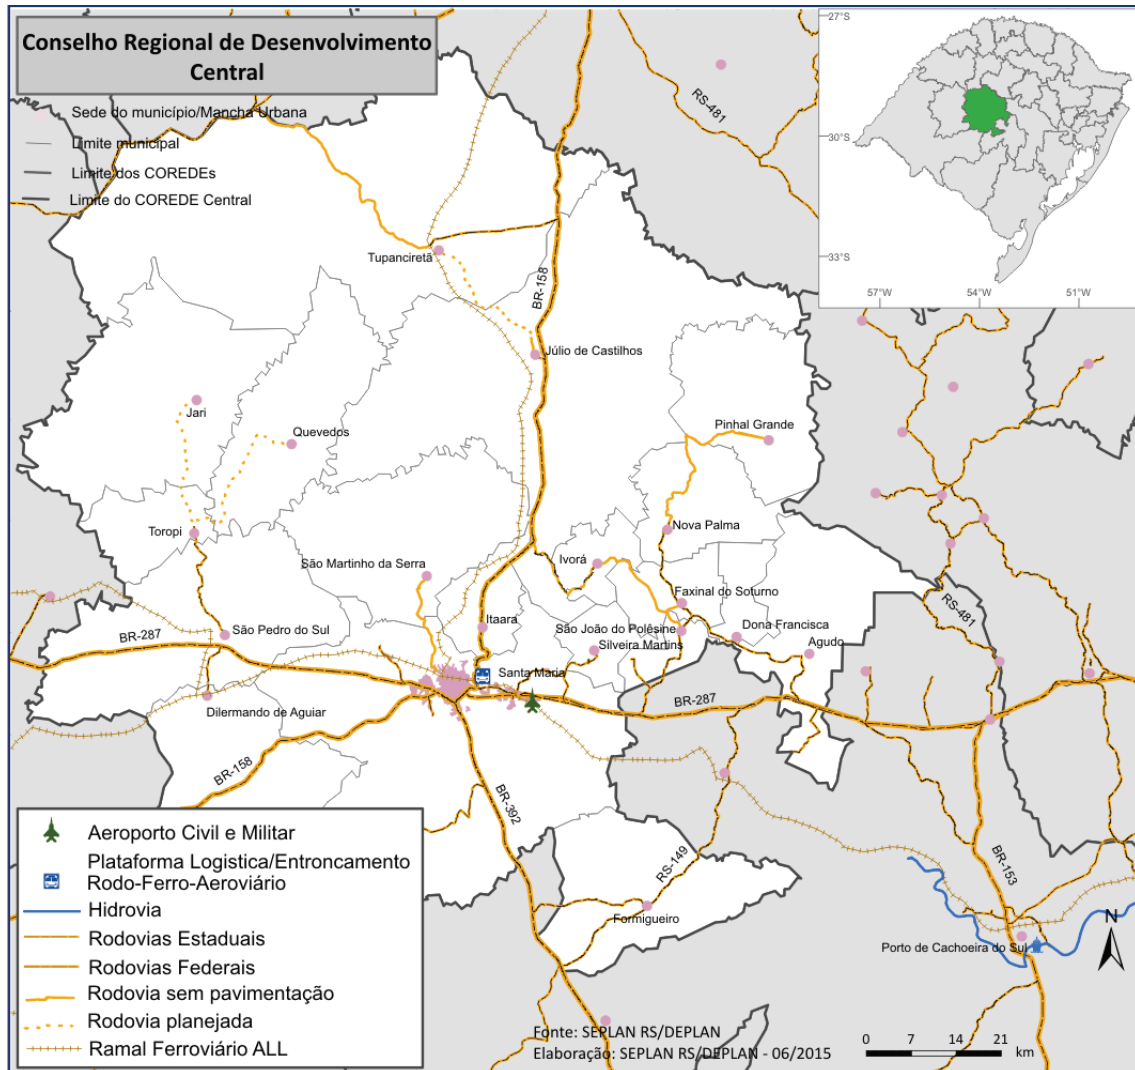 Conselho Regional de Desenvolvimento
Central
Sede do município/Mancha Urbana
Limite municipal
Limite dos COREDEs
Limite do COREDE Central
27°S
30°S
33°S
57°W
54°W
51°W
RS-481
Tupanciretã
BR-158
Júlio de Castilhos
Jari
Quevedos
Pinhal Grande
Toropi
Nova Palma
São Martinho da Serra
Ivorá
Faxinal do Soturno
RS-481
Itaara
São João do Polêsine
Dona Francisca
BR-287
São Pedro do Sul
Silveira Martins
Agudo
Santa Maria
Dilermando de Aguiar
BR-287
BR-158
BR-392
RS-149
BR-153
Formigueiro
Porto de Cachoeira do Sul
N
Aeroporto Civil e Militar
Plataforma Logistica/Entroncamento
Rodo-Ferro-Aeroviário
Hidrovia
Rodovias Estaduais
Rodovias Federais
Rodovia sem pavimentação
Rodovia planejada
Ramal Ferroviário ALL
Fonte: SEPLAN RS/DEPLAN
Elaboração: SEPLAN RS/DEPLAN - 06/2015
0 7 14 21
km